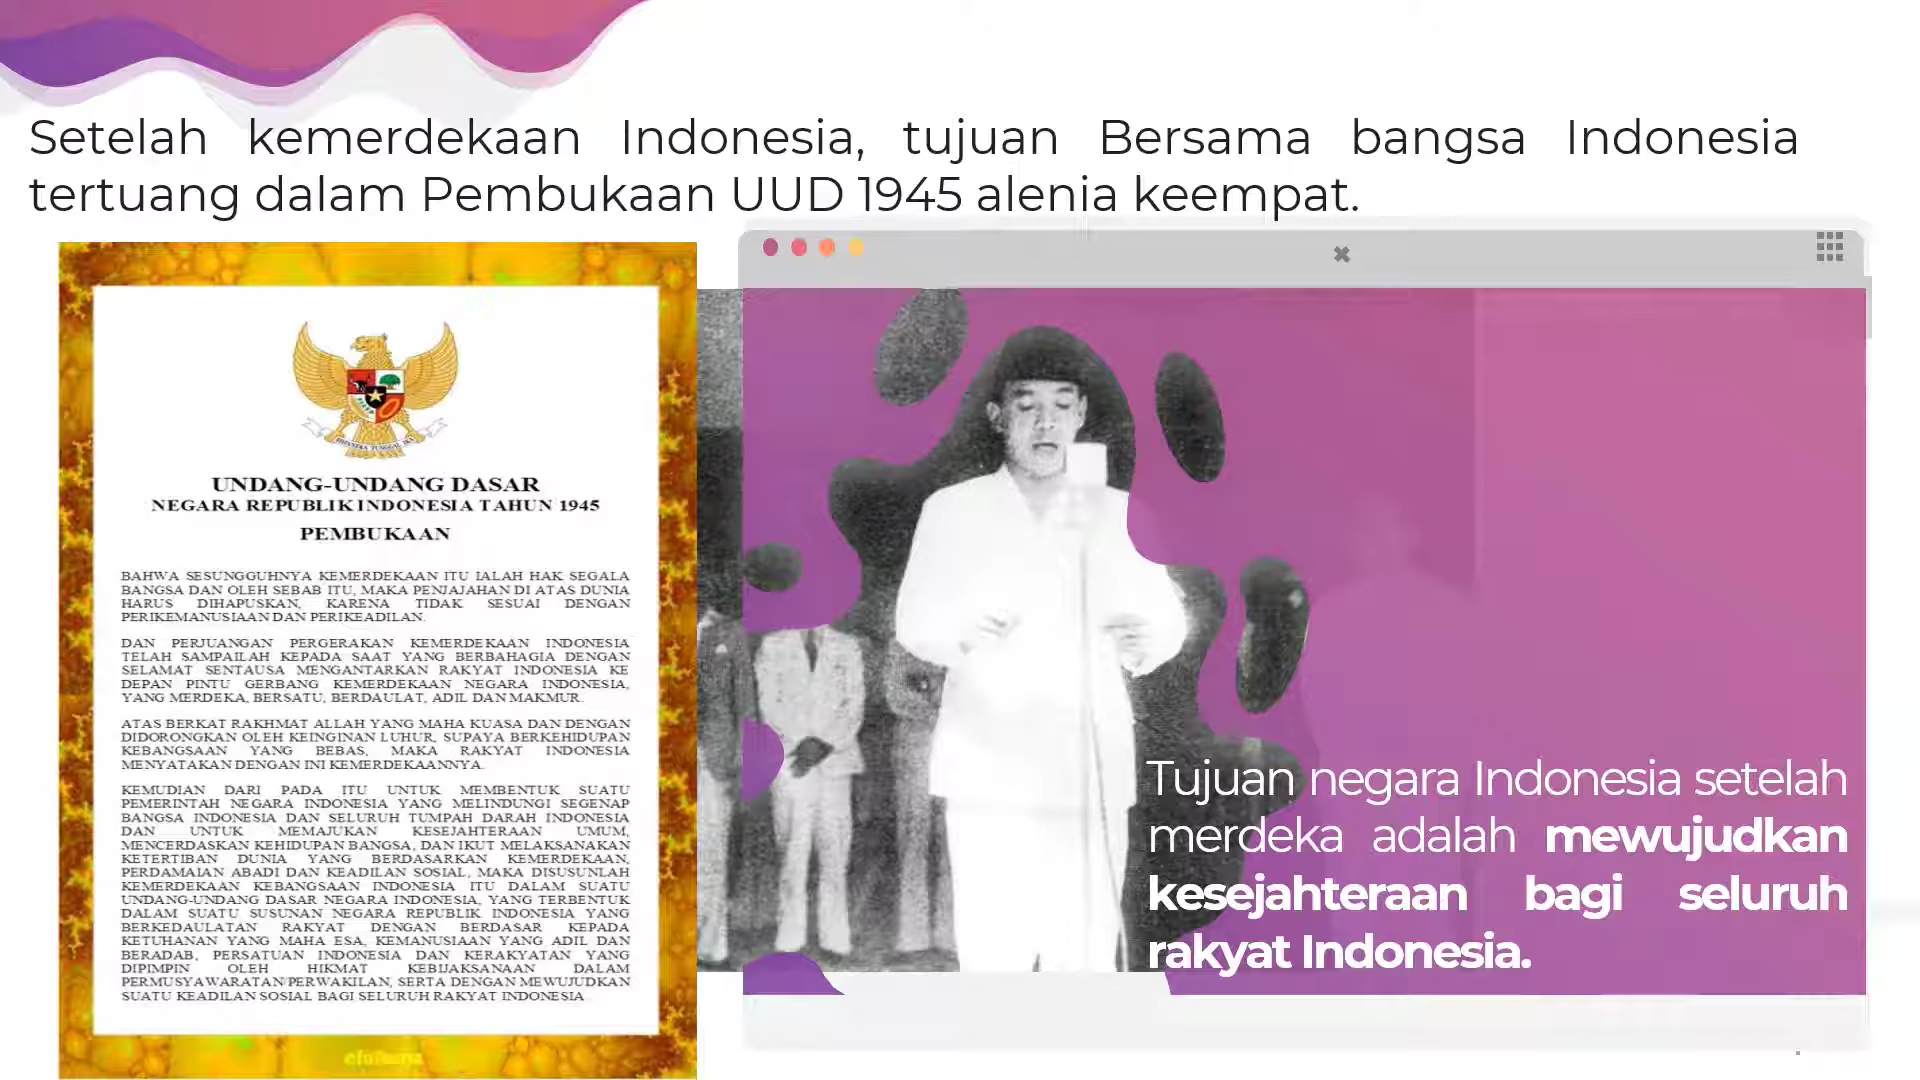 Setelah kemerdekaan Indonesia, tujuan Bersama bangsa Indonesia
tertuang dalam Pembukaan UUD 1945 alenia keempat.
UNDANG-UNDANG DASAR
NEGARA REPUBLIK INDONESIA TAHUN 1945
PEMBUKAAN
BAHWA SESUNGGUHNYA KEMERDEKAAN ITU IALAH HAK SEGALA
BANGSA DAN OLEH SEBAB ITU, MAKA PENJAJAHAN DI ATAS DUNIA
HARUS DIHAPUSKAN, KARENA TIDAK SESUAI DENGAN
PERIKEMANUSIAAN DAN PERIKEADILAN.
DAN PERJUANGAN PERGERAKAN KEMERDEKAAN INDONESIA
TELAH SAMPAILAH KEPADA SAAT YANG BERBAHAGIA DENGAN
SELAMAT SENTAUSA MENGANTARKAN RAKYAT INDONESIA KE
DEPAN PINTU GERBANG KEMERDEKAAN NEGARA INDONESIA,
YANG MERDEKA, BERSATU, BERDAULAT, ADIL DAN MAKMUR.
ATAS BERKAT RAKHMAT ALLAH YANG MAHA KUASA DAN DENGAN
DIDORONGKAN OLEH KEINGINAN LUHUR, SUPAYA BERKEHIDUPAN
KEBANGSAAN YANG BEBAS, MAKA RAKYAT INDONESIA
MENYATAKAN DENGAN INI KEMERDEKAANNYA.
KEMUDIAN DARI PADA ITU UNTUK MEMBENTUK SUATU
PEMERINTAH NEGARA INDONESIA YANG MELINDUNGI SEGENAP
BANGSA INDONESIA DAN SELURUH TUMPAH DARAH INDONESIA
DAN UNTUK MEMAJUKAN KESEJAHTERAAN UMUM,
MENCERDASKAN KEHIDUPAN BANGSA, DAN IKUT MELAKSANAKAN
KETERTIBAN DUNIA YANG BERDASARKAN KEMERDEKAAN,
PERDAMAIAN ABADI DAN KEADILAN SOSIAL, MAKA DISUSUNLAH
KEMERDEKAAN KEBANGSAAN INDONESIA ITU DALAM SUATU
UNDANG-UNDANG DASAR NEGARA INDONESIA, YANG TERBENTUK
DALAM SUATU SUSUNAN NEGARA REPUBLIK INDONESIA YANG
BERKEDAULATAN RAKYAT DENGAN BERDASAR KEPADA
KETUHANAN YANG MAHA ESA, KEMANUSIAAN YANG ADIL DAN
BERADAB, PERSATUAN INDONESIA DAN KERAKYATAN YANG
DIPIMPIN OLEH HIKMAT KEBIJAKSANAAN DALAM
PERMUSYAWARATAN/PERWAKILAN, SERTA DENGAN MEWUJUDKAN
SUATU KEADILAN SOSIAL BAGI SELURUH RAKYAT INDONESIA
Tujuan negara Indonesia setelah
merdeka adalah mewujudkan
kesejahteraan bagi seluruh
rakyat Indonesia.